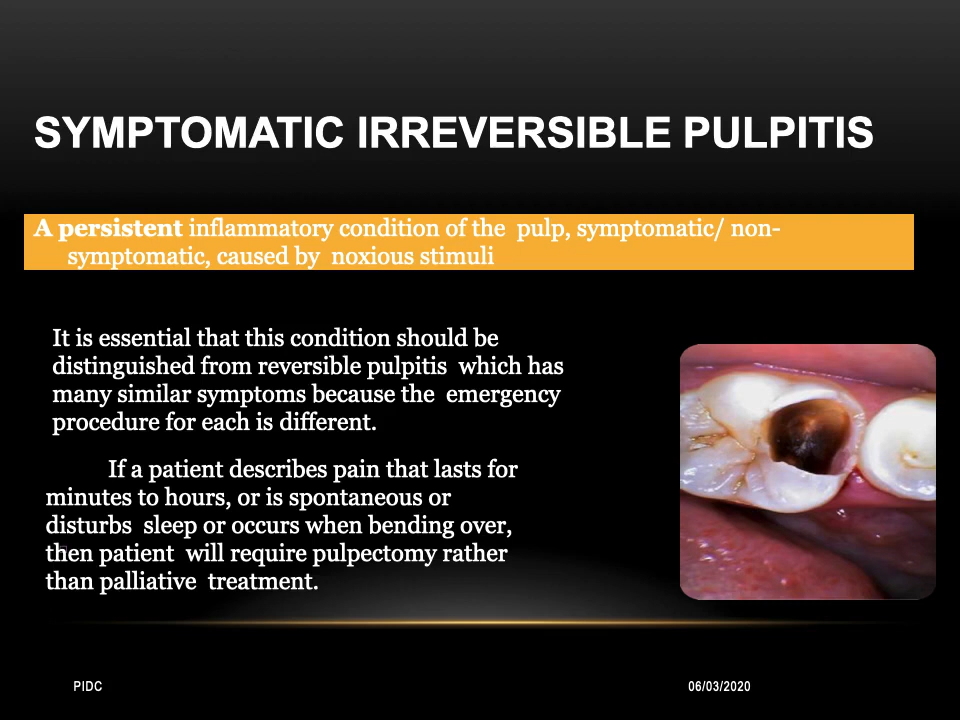 SYMPTOMATIC IRREVERSIBLE PULPITIS
A persistent inflammatory condition of the pulp, symptomatic/ non-
symptomatic, caused by noxious stimuli
It is essential that this condition should be
distinguished from reversible pulpitis which has
many similar symptoms because the emergency
procedure for each is different.
If a patient describes pain that lasts for
minutes to hours, or is spontaneous or
disturbs sleep or occurs when bending over,
then patient will require pulpectomy rather
than palliative treatment.
PIDC 06/03/2020